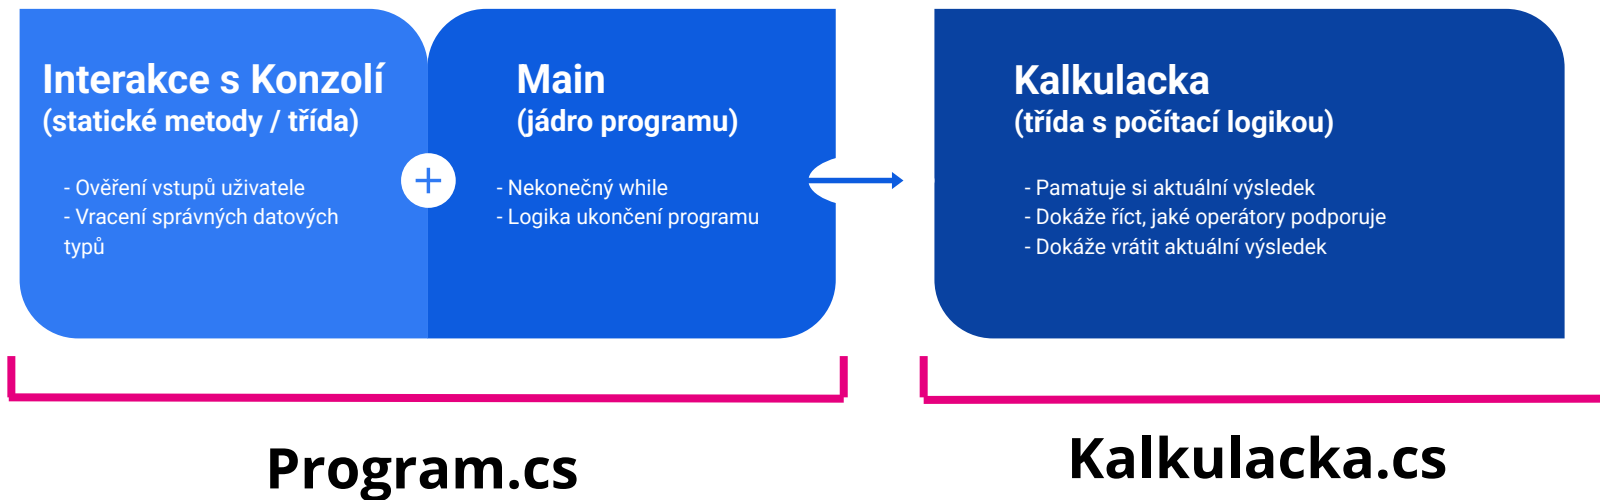 Interakce s Konzolí
(statické metody / třída)
- Ověření vstupů uživatele
- Vracení správných datových
typů
Main
(jádro programu)
- Nekonečný while
- Logika ukončení programu
Kalkulacka
(třída s počítací logikou)
- Pamatuje si aktuální výsledek
- Dokáže říct, jaké operátory podporuje
- Dokáže vrátit aktuální výsledek
Program.cs
Kalkulacka.cs